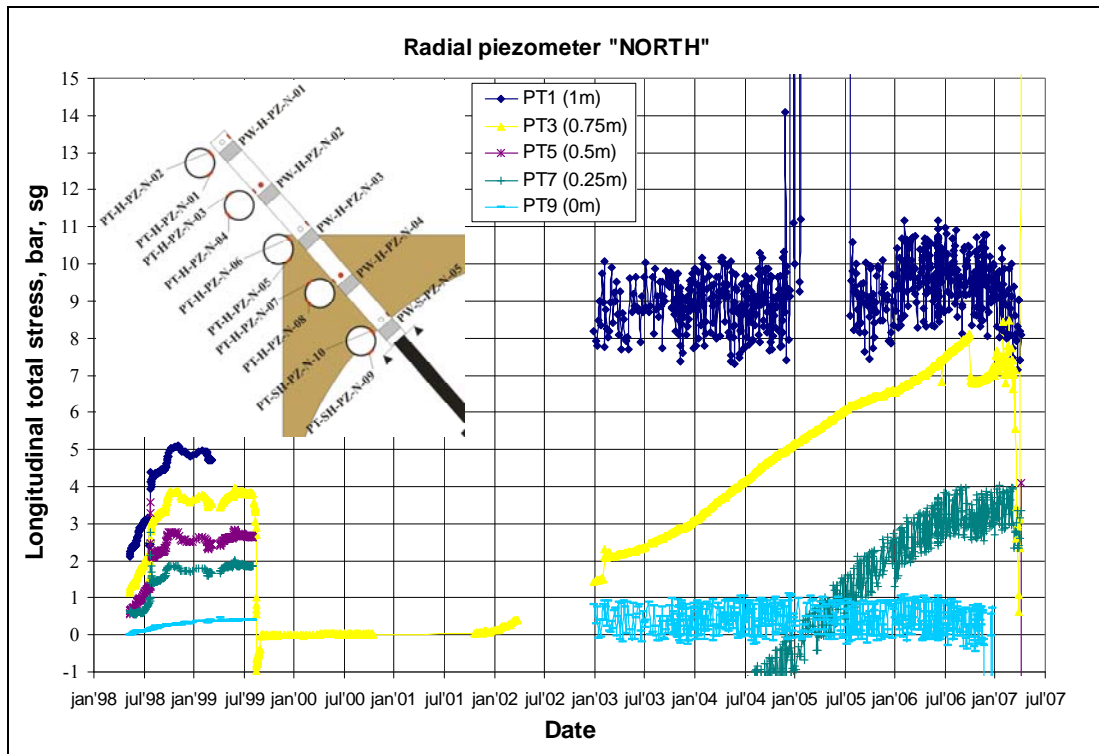 Radial piezometer "NORTH"
Longitudinal total stress, bar, sg
15
14
13
12
11
10
9
8
7
6
5
4
3
2
1
0
-1
PW-H-PZ-N-01
PW-H-PZ-N-02
PW-H-PZ-N-03
PW-H-PZ-N-04
PW-S-PZ-N-05
PT-H-PZ-N-02
PT-H-PZ-N-01
PT-H-PZ-N-03
PT-H-PZ-N-04
PT-H-PZ-N-06
PT-H-PZ-N-05
PT-H-PZ-N-07
PT-H-PZ-N-08
PT-SH-PZ-N-10
PT-SH-PZ-N-09
PT1 (1m)
PT3 (0.75m)
PT5 (0.5m)
PT7 (0.25m)
PT9 (0m)
jan'98 jul'98 jan'99 jul'99 jan'00 jul'00 jan'01 jul'01 jan'02 jul'02 jan'03 jul'03 jan'04 jul'04 jan'05 jul'05 jan'06 jul'06 jan'07 jul'07
Date